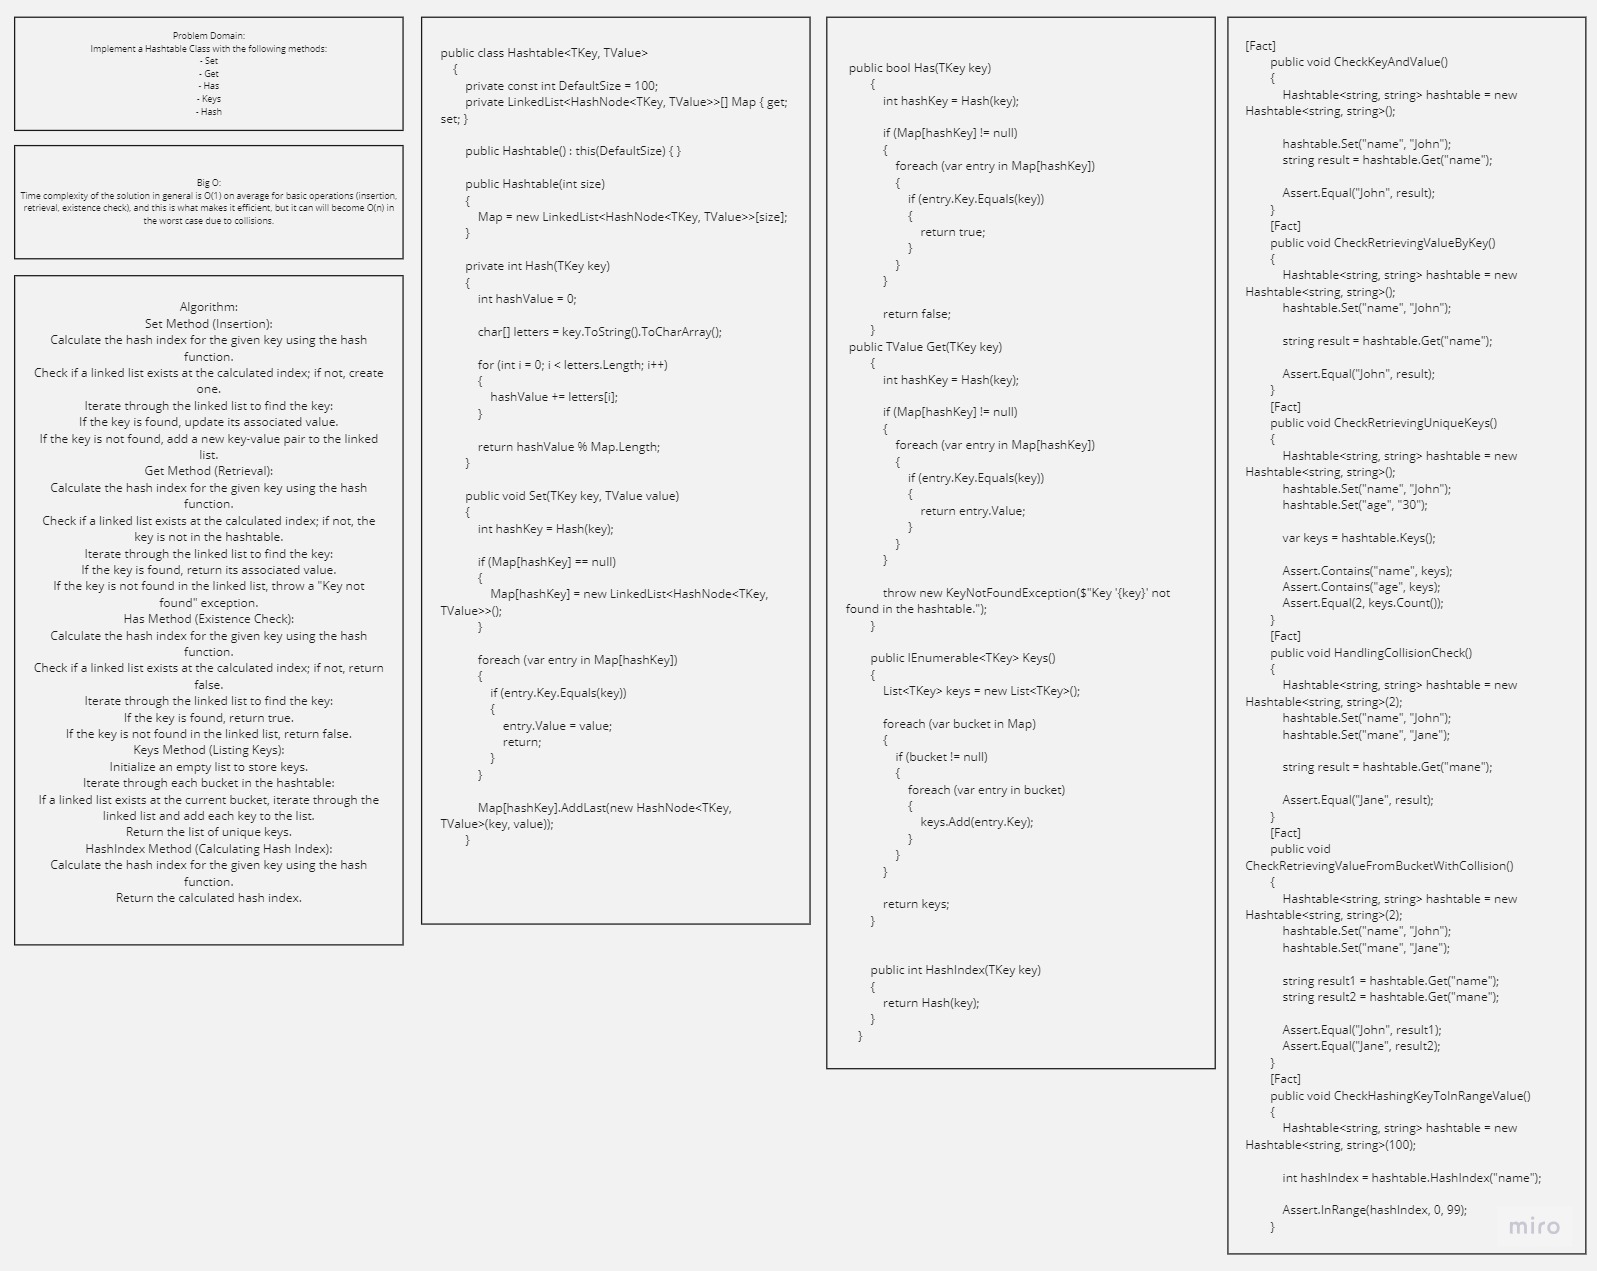 Problem Domain:
Implement a Hashtable Class with the following methods:
- Set
- Get
- Has
- Keys
- Hash
Big O:
Time complexity of the solution in general is O(1) on average for basic operations (insertion,
retrieval, existence check), and this is what makes it efficient, but it can will become O(n) in
the worst case due to collisions.
Algorithm:
Set Method (Insertion):
Calculate the hash index for the given key using the hash
function.
Check if a linked list exists at the calculated index; if not, create
one.
Iterate through the linked list to find the key:
If the key is found, update its associated value.
If the key is not found, add a new key-value pair to the linked
list.
Get Method (Retrieval):
Calculate the hash index for the given key using the hash
function.
Check if a linked list exists at the calculated index; if not, the
key is not in the hashtable.
Iterate through the linked list to find the key:
If the key is found, return its associated value.
If the key is not found in the linked list, throw a "Key not
found" exception.
Has Method (Existence Check):
Calculate the hash index for the given key using the hash
function.
Check if a linked list exists at the calculated index; if not, return
false.
Iterate through the linked list to find the key:
If the key is found, return true.
If the key is not found in the linked list, return false.
Keys Method (Listing Keys):
Initialize an empty list to store keys.
Iterate through each bucket in the hashtable:
If a linked list exists at the current bucket, iterate through the
linked list and add each key to the list.
Return the list of unique keys.
HashIndex Method (Calculating Hash Index):
Calculate the hash index for the given key using the hash
function.
Return the calculated hash index.
public class Hashtable<TKey, TValue>
{
private const int DefaultSize = 100;
private LinkedList<HashNode<TKey, TValue>>[] Map { get;
set; }
public Hashtable() : this(DefaultSize) { }
public Hashtable(int size)
{
Map = new LinkedList<HashNode<TKey, TValue>>[size];
}
private int Hash(TKey key)
{
int hashValue = 0;
char[] letters = key.ToString().ToCharArray();
for (int i = 0; i < letters.Length; i++)
{
hashValue += letters[i];
}
return hashValue % Map.Length;
}
public void Set(TKey key, TValue value)
{
int hashKey = Hash(key);
if (Map[hashKey] == null)
{
Map[hashKey] = new LinkedList<HashNode<TKey,
TValue>>();
}
foreach (var entry in Map[hashKey])
{
if (entry.Key.Equals(key))
{
entry.Value = value;
return;
}
}
Map[hashKey].AddLast(new HashNode<TKey,
TValue>(key, value));
}
public bool Has(TKey key)
{
int hashKey = Hash(key);
if (Map[hashKey] != null)
{
foreach (var entry in Map[hashKey])
{
if (entry.Key.Equals(key))
{
return true;
}
}
}
return false;
}
public TValue Get(TKey key)
{
int hashKey = Hash(key);
if (Map[hashKey] != null)
{
foreach (var entry in Map[hashKey])
{
if (entry.Key.Equals(key))
{
return entry.Value;
}
}
}
throw new KeyNotFoundException($"Key '{key}' not
found in the hashtable.");
}
public IEnumerable<TKey> Keys()
{
List<TKey> keys = new List<TKey>();
foreach (var bucket in Map)
{
if (bucket != null)
{
foreach (var entry in bucket)
{
keys.Add(entry.Key);
}
}
}
return keys;
}
public int HashIndex(TKey key)
{
return Hash(key);
}
}
[Fact]
public void CheckKeyAndValue()
{
Hashtable<string, string> hashtable = new
Hashtable<string, string>();
hashtable.Set("name", "John");
string result = hashtable.Get("name");
Assert.Equal("John", result);
}
[Fact]
public void CheckRetrievingValueByKey()
{
Hashtable<string, string> hashtable = new
Hashtable<string, string>();
hashtable.Set("name", "John");
string result = hashtable.Get("name");
Assert.Equal("John", result);
}
[Fact]
public void CheckRetrievingUniqueKeys()
{
Hashtable<string, string> hashtable = new
Hashtable<string, string>();
hashtable.Set("name", "John");
hashtable.Set("age", "30");
var keys = hashtable.Keys();
Assert.Contains("name", keys);
Assert.Contains("age", keys);
Assert.Equal(2, keys.Count());
}
[Fact]
public void HandlingCollisionCheck()
{
Hashtable<string, string> hashtable = new
Hashtable<string, string>(2);
hashtable.Set("name", "John");
hashtable.Set("mane", "Jane");
string result = hashtable.Get("mane");
Assert.Equal("Jane", result);
}
[Fact]
public void
CheckRetrievingValueFromBucketWithCollision()
{
Hashtable<string, string> hashtable = new
Hashtable<string, string>(2);
hashtable.Set("name", "John");
hashtable.Set("mane", "Jane");
string result1 = hashtable.Get("name");
string result2 = hashtable.Get("mane");
Assert.Equal("John", result1);
Assert.Equal("Jane", result2);
}
[Fact]
public void CheckHashingKeyToInRangeValue()
{
Hashtable<string, string> hashtable = new
Hashtable<string, string>(100);
int hashIndex = hashtable.HashIndex("name");
Assert.InRange(hashIndex, 0, 99);
}
miro